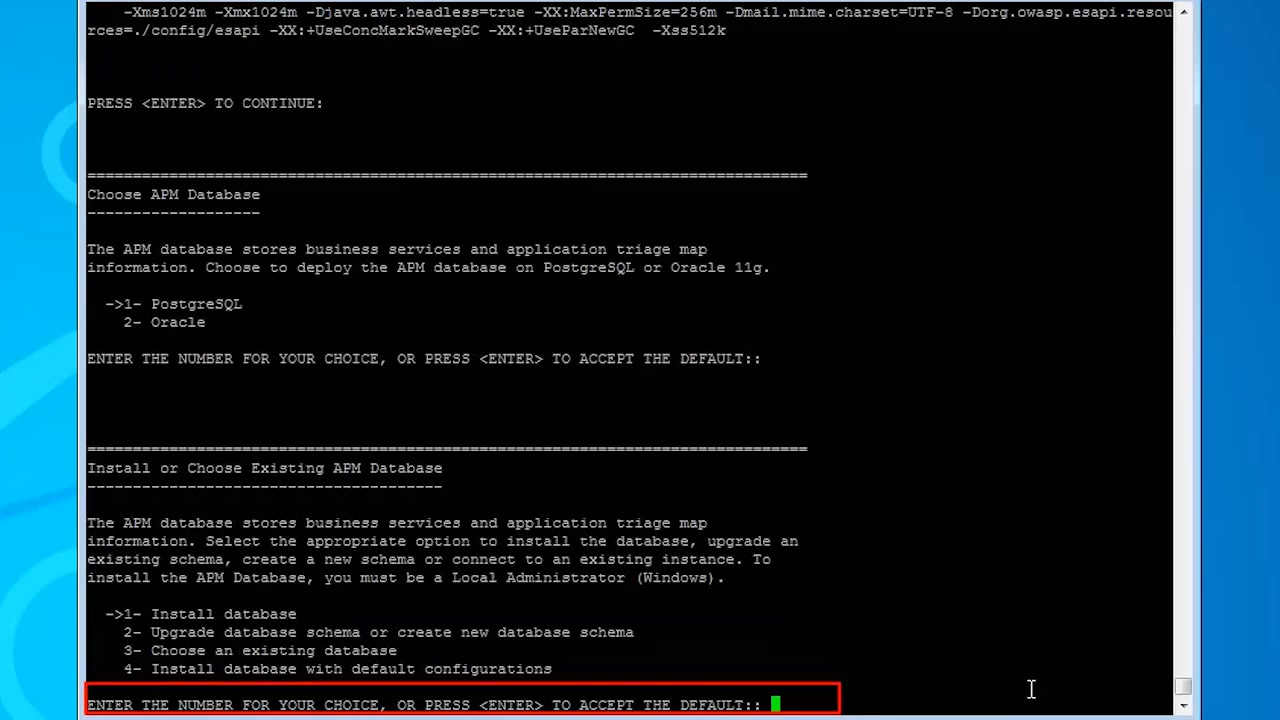 -Xms1024m -Xmx1024m -Djava.awt.headless=true -XX:MaxPermSize=256m -Dmail.mime.charset=UTF-8 -Dorg.owasp.esapi.resou
rces=./config/esapi -XX:+UseConcMarkSweepGC -XX:+UseParNewGC  -Xss512k
PRESS <ENTER> TO CONTINUE:
===============================================================================
Choose APM Database
-------------------
The APM database stores business services and application triage map
information. Choose to deploy the APM database on PostgreSQL or Oracle 11g.
->1- PostgreSQL
2- Oracle
ENTER THE NUMBER FOR YOUR CHOICE, OR PRESS <ENTER> TO ACCEPT THE DEFAULT::
===============================================================================
Install or Choose Existing APM Database
---------------------------------------
The APM database stores business services and application triage map
information. Select the appropriate option to install the database, upgrade an
existing schema, create a new schema or connect to an existing instance. To
install the APM Database, you must be a Local Administrator (Windows).
->1- Install database
2- Upgrade database schema or create new database schema
3- Choose an existing database
4- Install database with default configurations
ENTER THE NUMBER FOR YOUR CHOICE, OR PRESS <ENTER> TO ACCEPT THE DEFAULT::